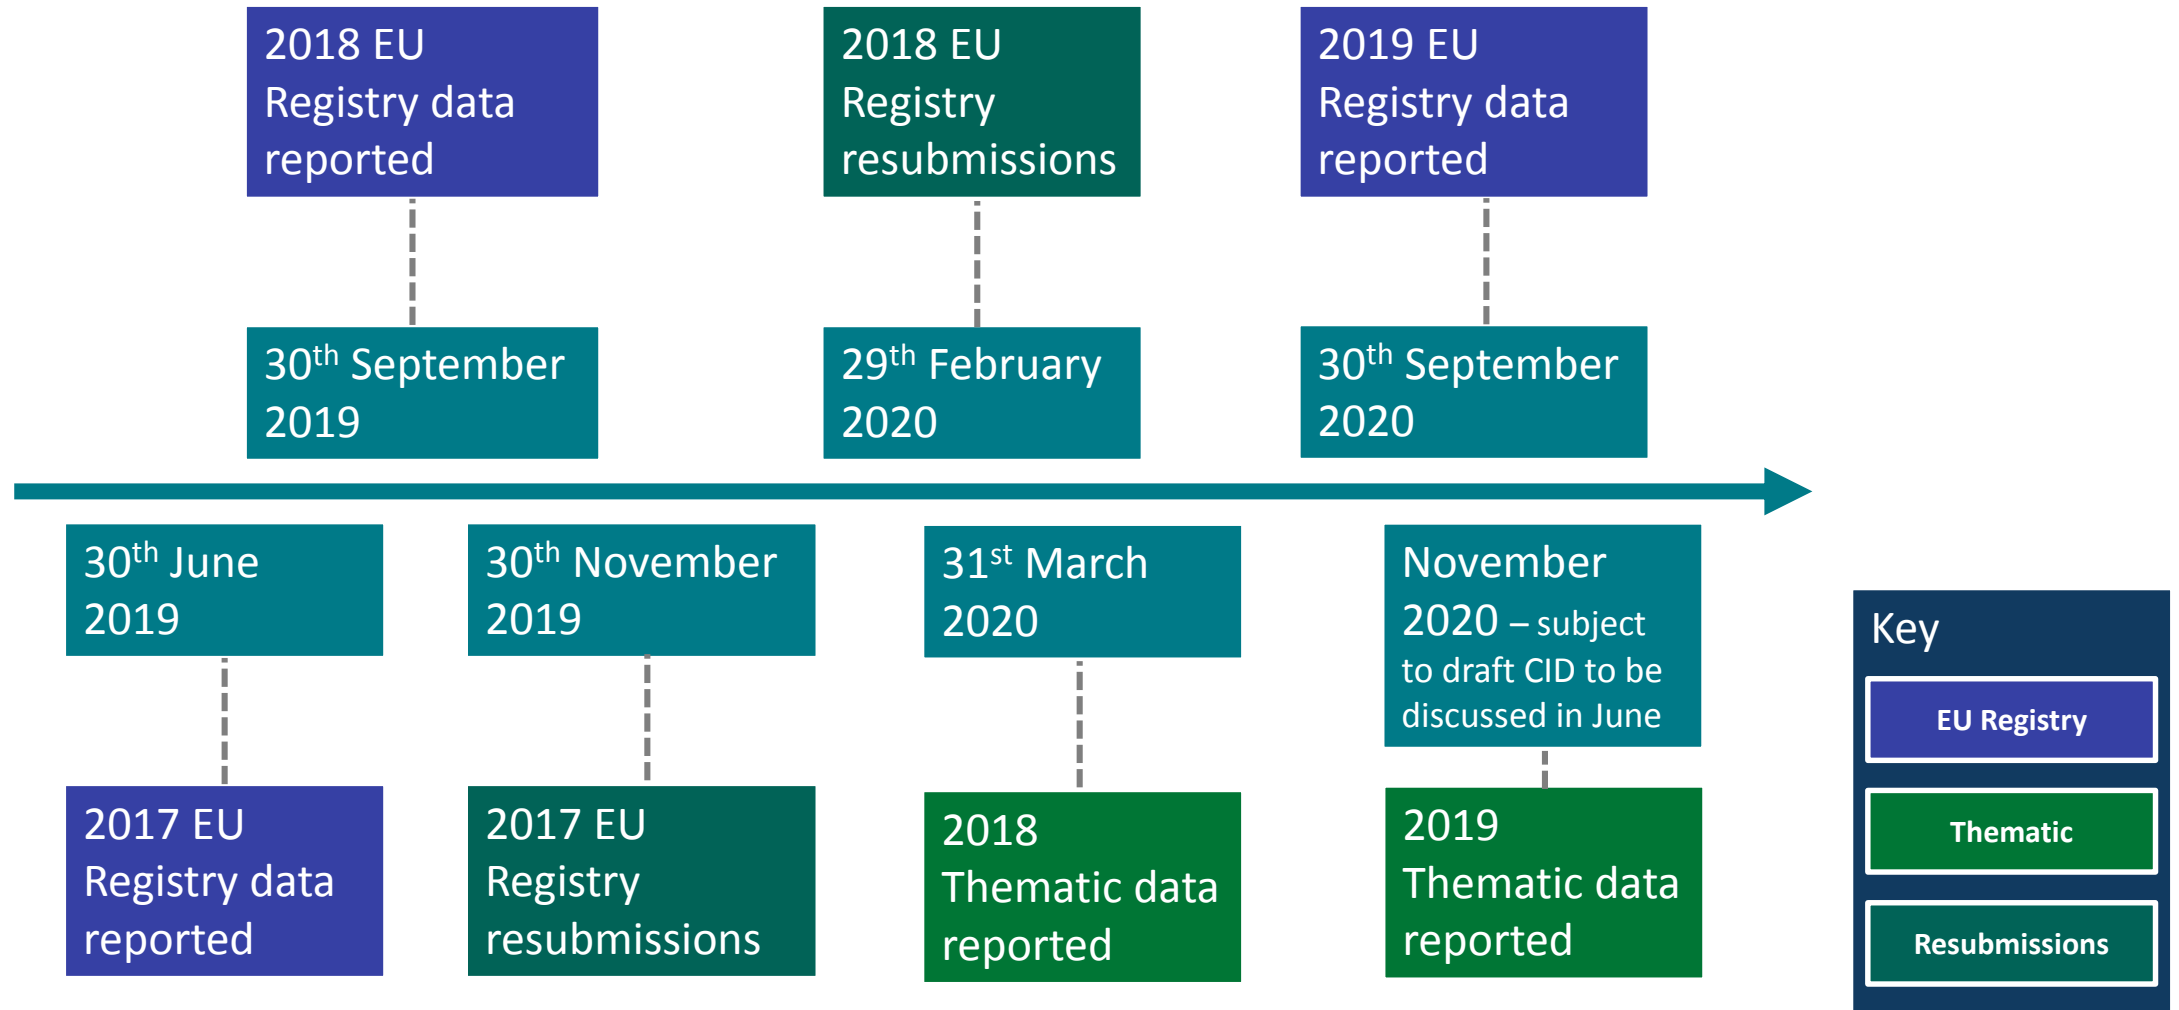 2018 EU
Registry data
reported
2018 EU
Registry
resubmissions
2019 EU
Registry data
reported
30th September
2019
29th February
2020
30th September
2020
30th June
2019
30th November
2019
31st March
2020
November
2020 – subject
to draft CID to be
discussed in June
2017 EU
Registry data
reported
2017 EU
Registry
resubmissions
2018
Thematic data
reported
2019
Thematic data
reported
Key
EU Registry
Thematic
Resubmissions